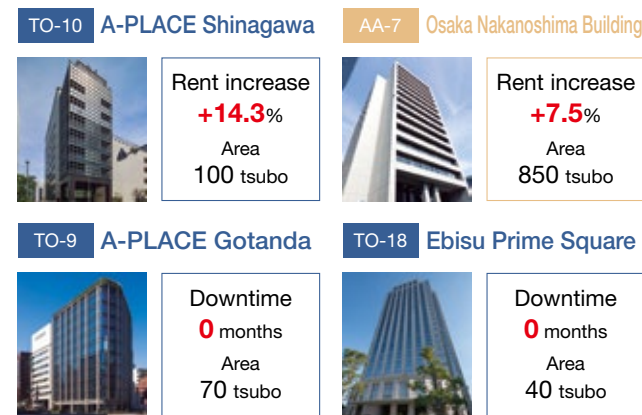 TO-10 A-PLACE Shinagawa
Rent increase
+14.3%
Area
100 tsubo
AA-7 Osaka Nakanoshima Building
Rent increase
+7.5%
Area
850 tsubo
TO-9 A-PLACE Gotanda
Downtime
0 months
Area
70 tsubo
TO-18 Ebisu Prime Square
Downtime
0 months
Area
40 tsubo